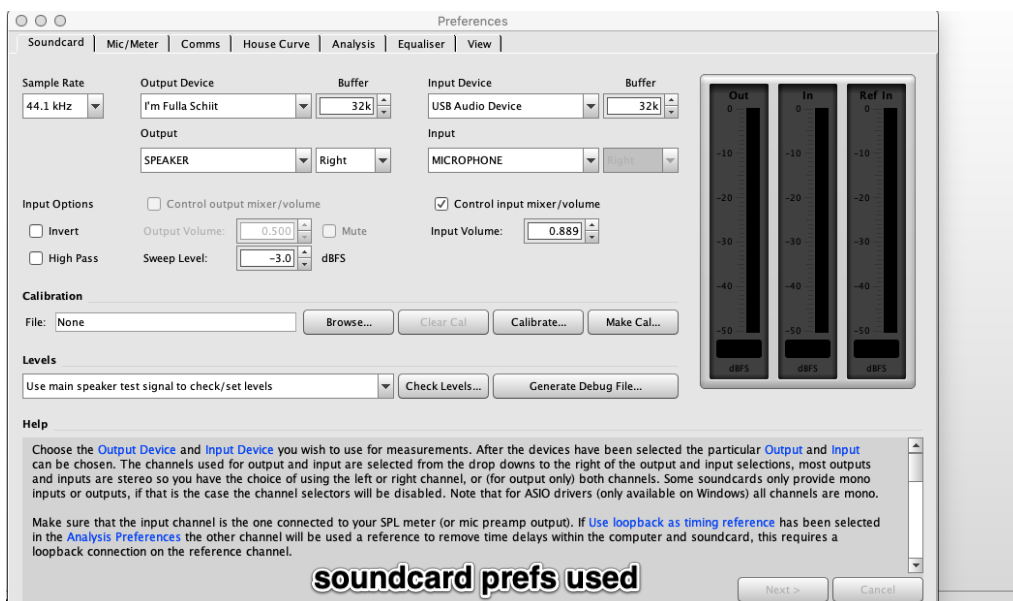 Preferences
Soundcard Mic/Meter Comms House Curve Analysis Equaliser View
Sample Rate Output Device Buffer Input Device Buffer
44.1 kHz I'm Fulla Schiit 32k USB Audio Device 32k
Output Input
SPEAKER Right MICROPHONE Right
Input Options Control output mixer/volume Control input mixer/volume
Invert Output Volume: 0.500 Mute Input Volume: 0.889
High Pass Sweep Level: -3.0 dBFS
Calibration
File: None Browse... Clear Cal Calibrate... Make Cal...
Levels
Use main speaker test signal to check/set levels Check Levels... Generate Debug File...
Out In Ref In
0 0 0
-10 -10 -10
-20 -20 -20
-30 -30 -30
-40 -40 -40
-50 -50 -50
dBFS dBFS dBFS
Help
Choose the Output Device and Input Device you wish to use for measurements. After the devices have been selected the particular Output and Input
can be chosen. The channels used for output and input are selected from the drop downs to the right of the output and input selections, most outputs
and inputs are stereo so you have the choice of using the left or right channel, or (for output only) both channels. Some soundcards only provide mono
inputs or outputs, if that is the case the channel selectors will be disabled. Note that for ASIO drivers (only available on Windows) all channels are mono.
Make sure that the input channel is the one connected to your SPL meter (or mic preamp output). If Use loopback as timing reference has been selected
in the Analysis Preferences the other channel will be used a reference to remove time delays within the computer and soundcard, this requires a
loopback connection on the reference channel.
soundcard prefs used
Next > Cancel